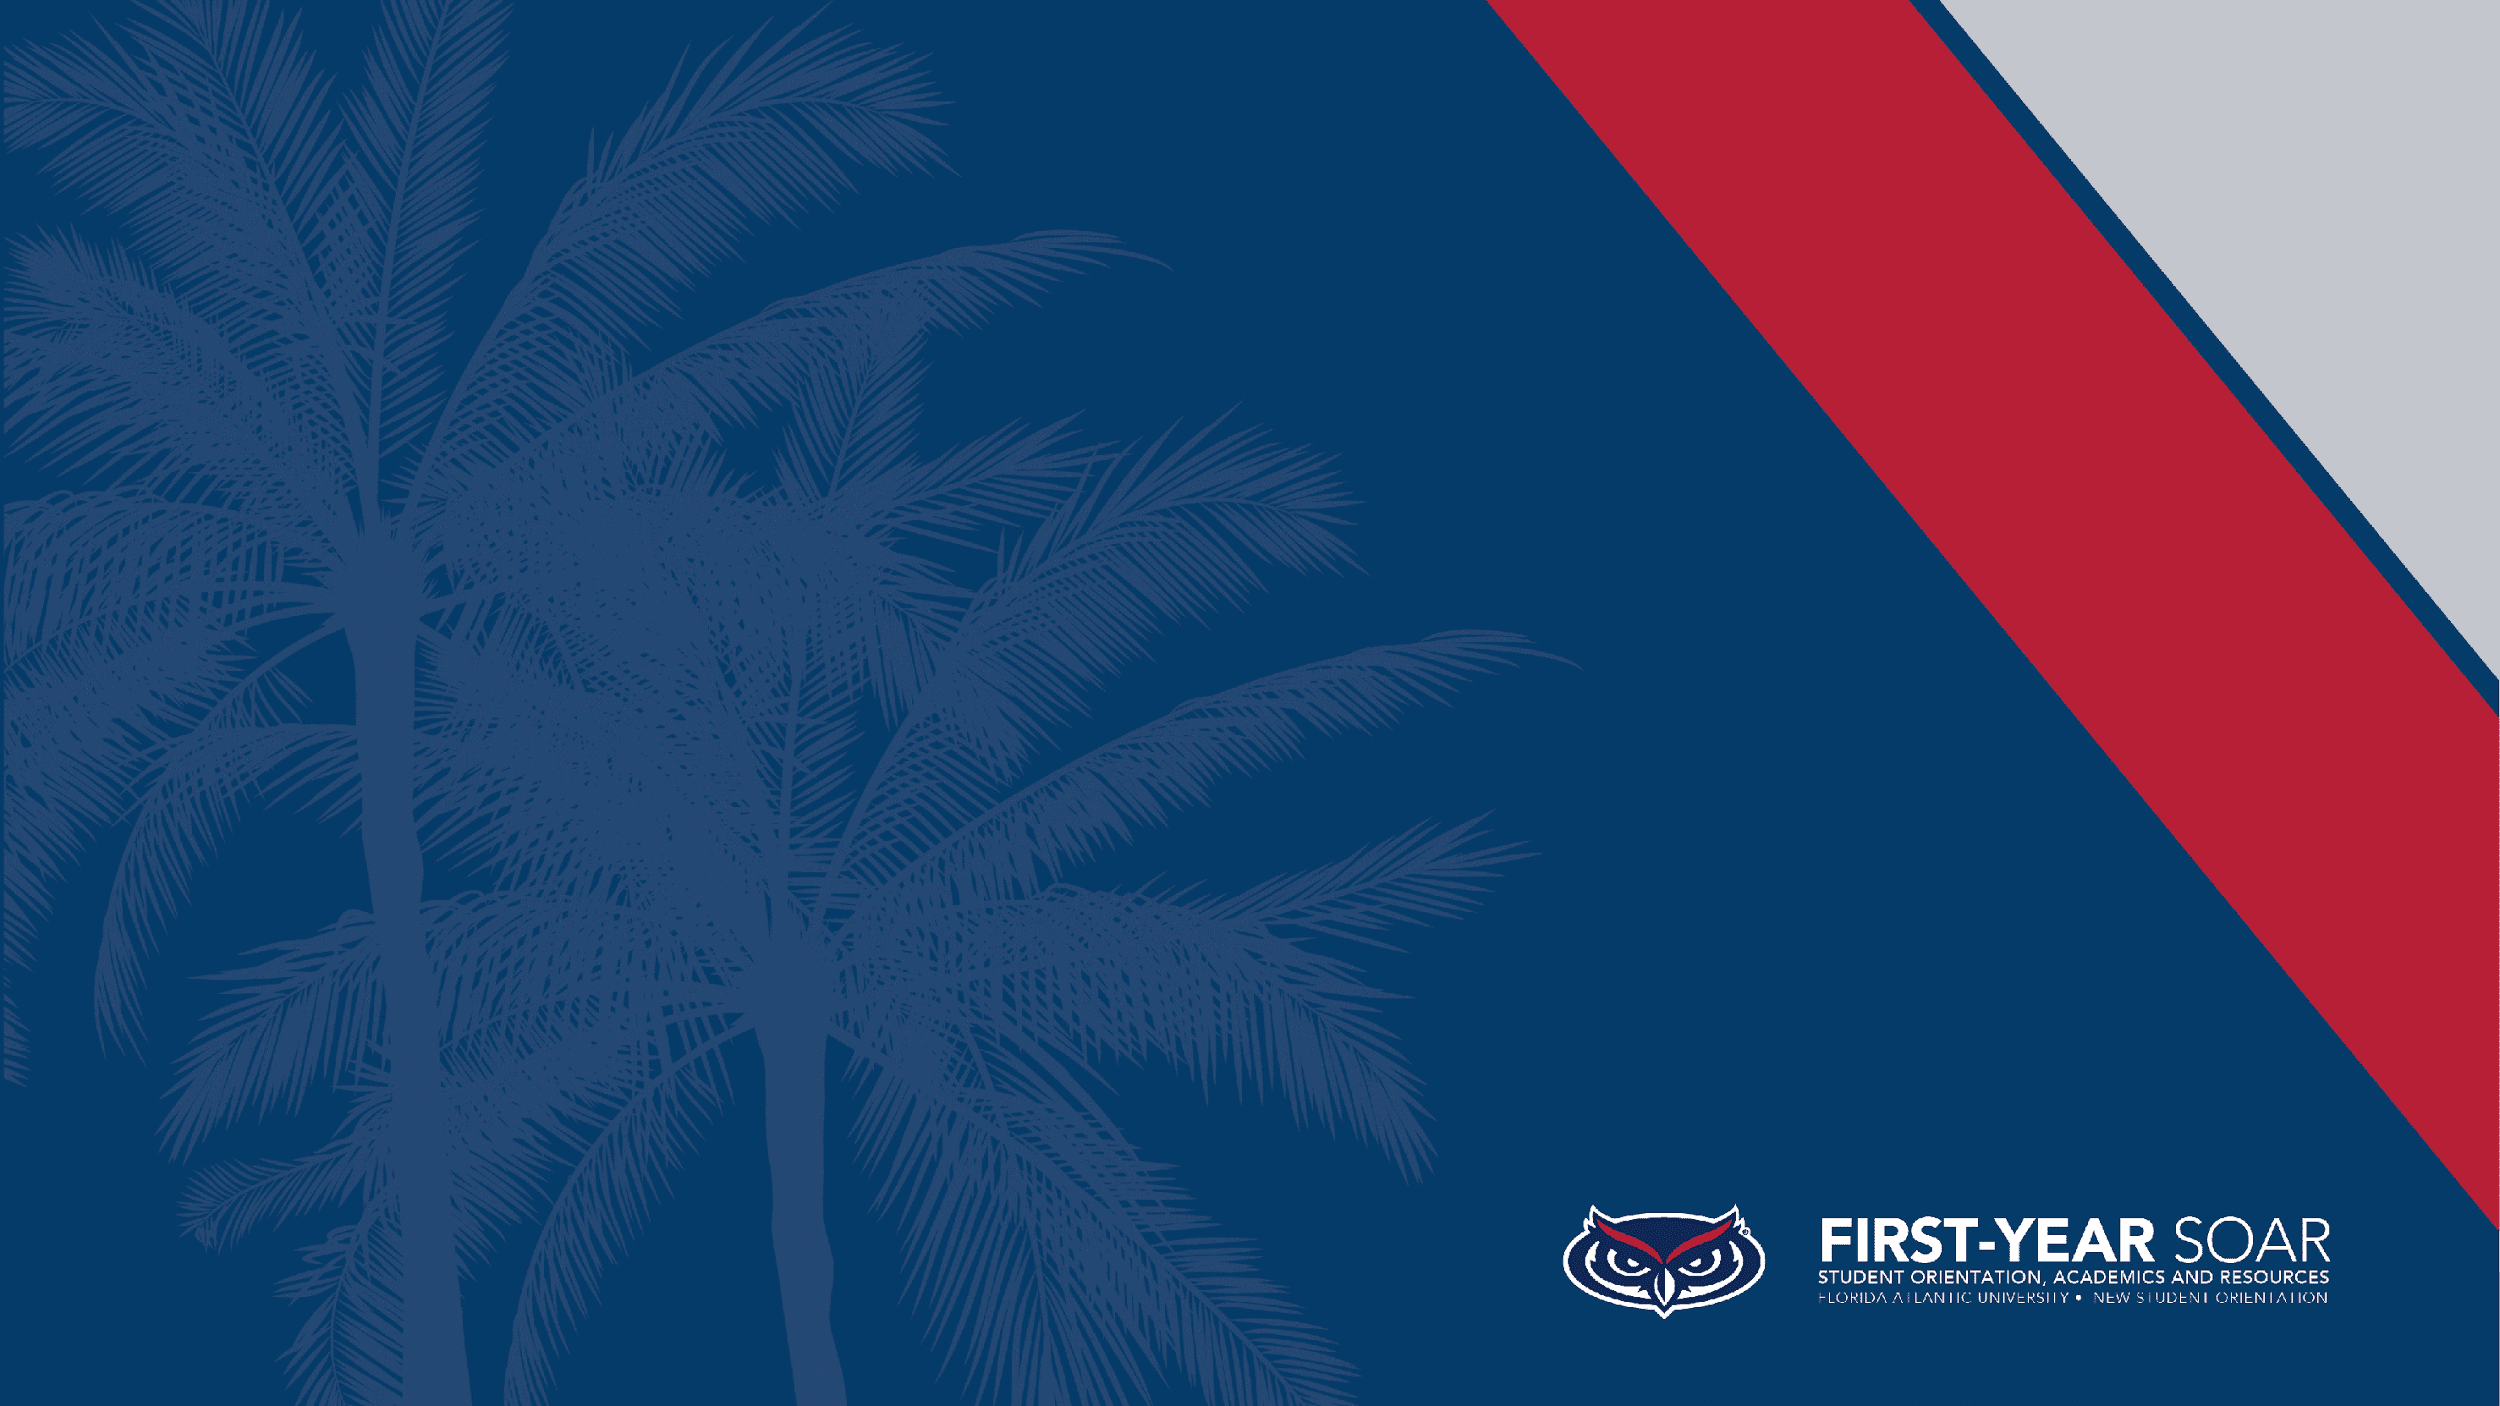 FIRST-YEAR SOAR
STUDENT ORIENTATION, ACADEMICS AND RESOURCES
FLORIDA ATLANTIC UNIVERSITY • NEW STUDENT ORIENTATION